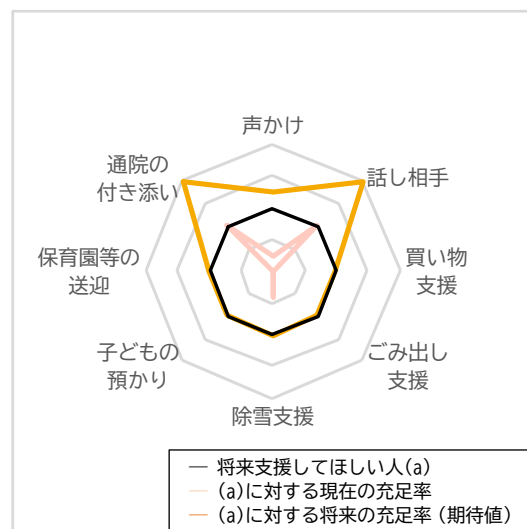 声かけ
通院の
付き添い
話し相手
保育園等の
送迎
買い物
支援
子どもの
預かり
ごみ出し
支援
除雪支援
将来支援してほしい人(a)
(a)に対する現在の充足率
(a)に対する将来の充足率(期待値)